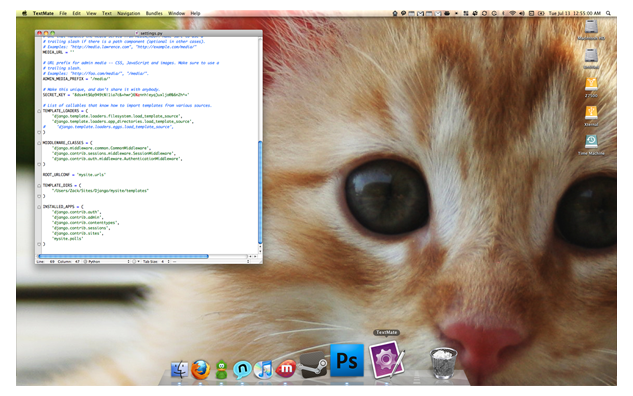 TextMate File Edit View Text Navigation Bundles Window Help
Tue Jul 13 12:55:00 AM
settings.py
# trailing slash if there is a path component (optional in other cases).
# Examples: "http://media.lawrence.com", "http://example.com/media/"
MEDIA_URL = ""
# URL prefix for admin media -- CSS, JavaScript and images. Make sure to use a
# trailing slash.
# Examples: "http://foo.com/media/", "/media/".
ADMIN_MEDIA_PREFIX = '/media/'
# Make this unique, and don't share it with anybody.
SECRET_KEY =
# List of callables that know how to import templates from various sources.
TEMPLATE_LOADERS = (
'django.template.loaders.filesystem.load_template_source',
'django.template.loaders.app_directories.load_template_source',
# 'django.template.loaders.eggs.load_template_source',
)
MIDDLEWARE_CLASSES = (
'django.middleware.common.CommonMiddleware',
'django.contrib.sessions.middleware.SessionMiddleware',
'django.contrib.auth.middleware.AuthenticationMiddleware',
)
ROOT_URLCONF = 'mysite.urls'
TEMPLATE_DIRS = (
"/Users/Zack/Sites/Django/mysite/templates"
)
INSTALLED_APPS = (
'django.contrib.auth',
'django.contrib.admin',
'django.contrib.contenttypes',
'django.contrib.sessions',
'django.contrib.sites',
'mysite.polls'
)
Line: 69 Column: 47 Python Tab Size: 4
Time Machine
TextMate
Ps